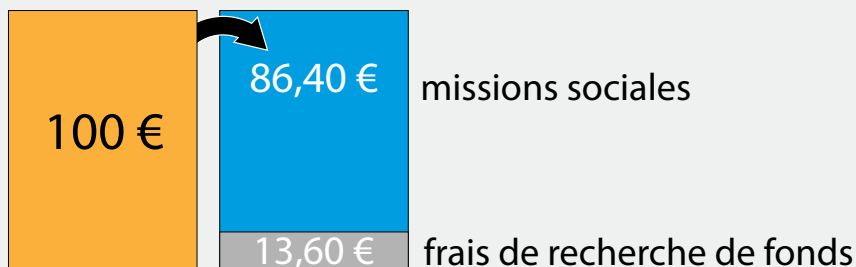 86,40 € missions sociales
100 €
13,60 € frais de recherche de fonds